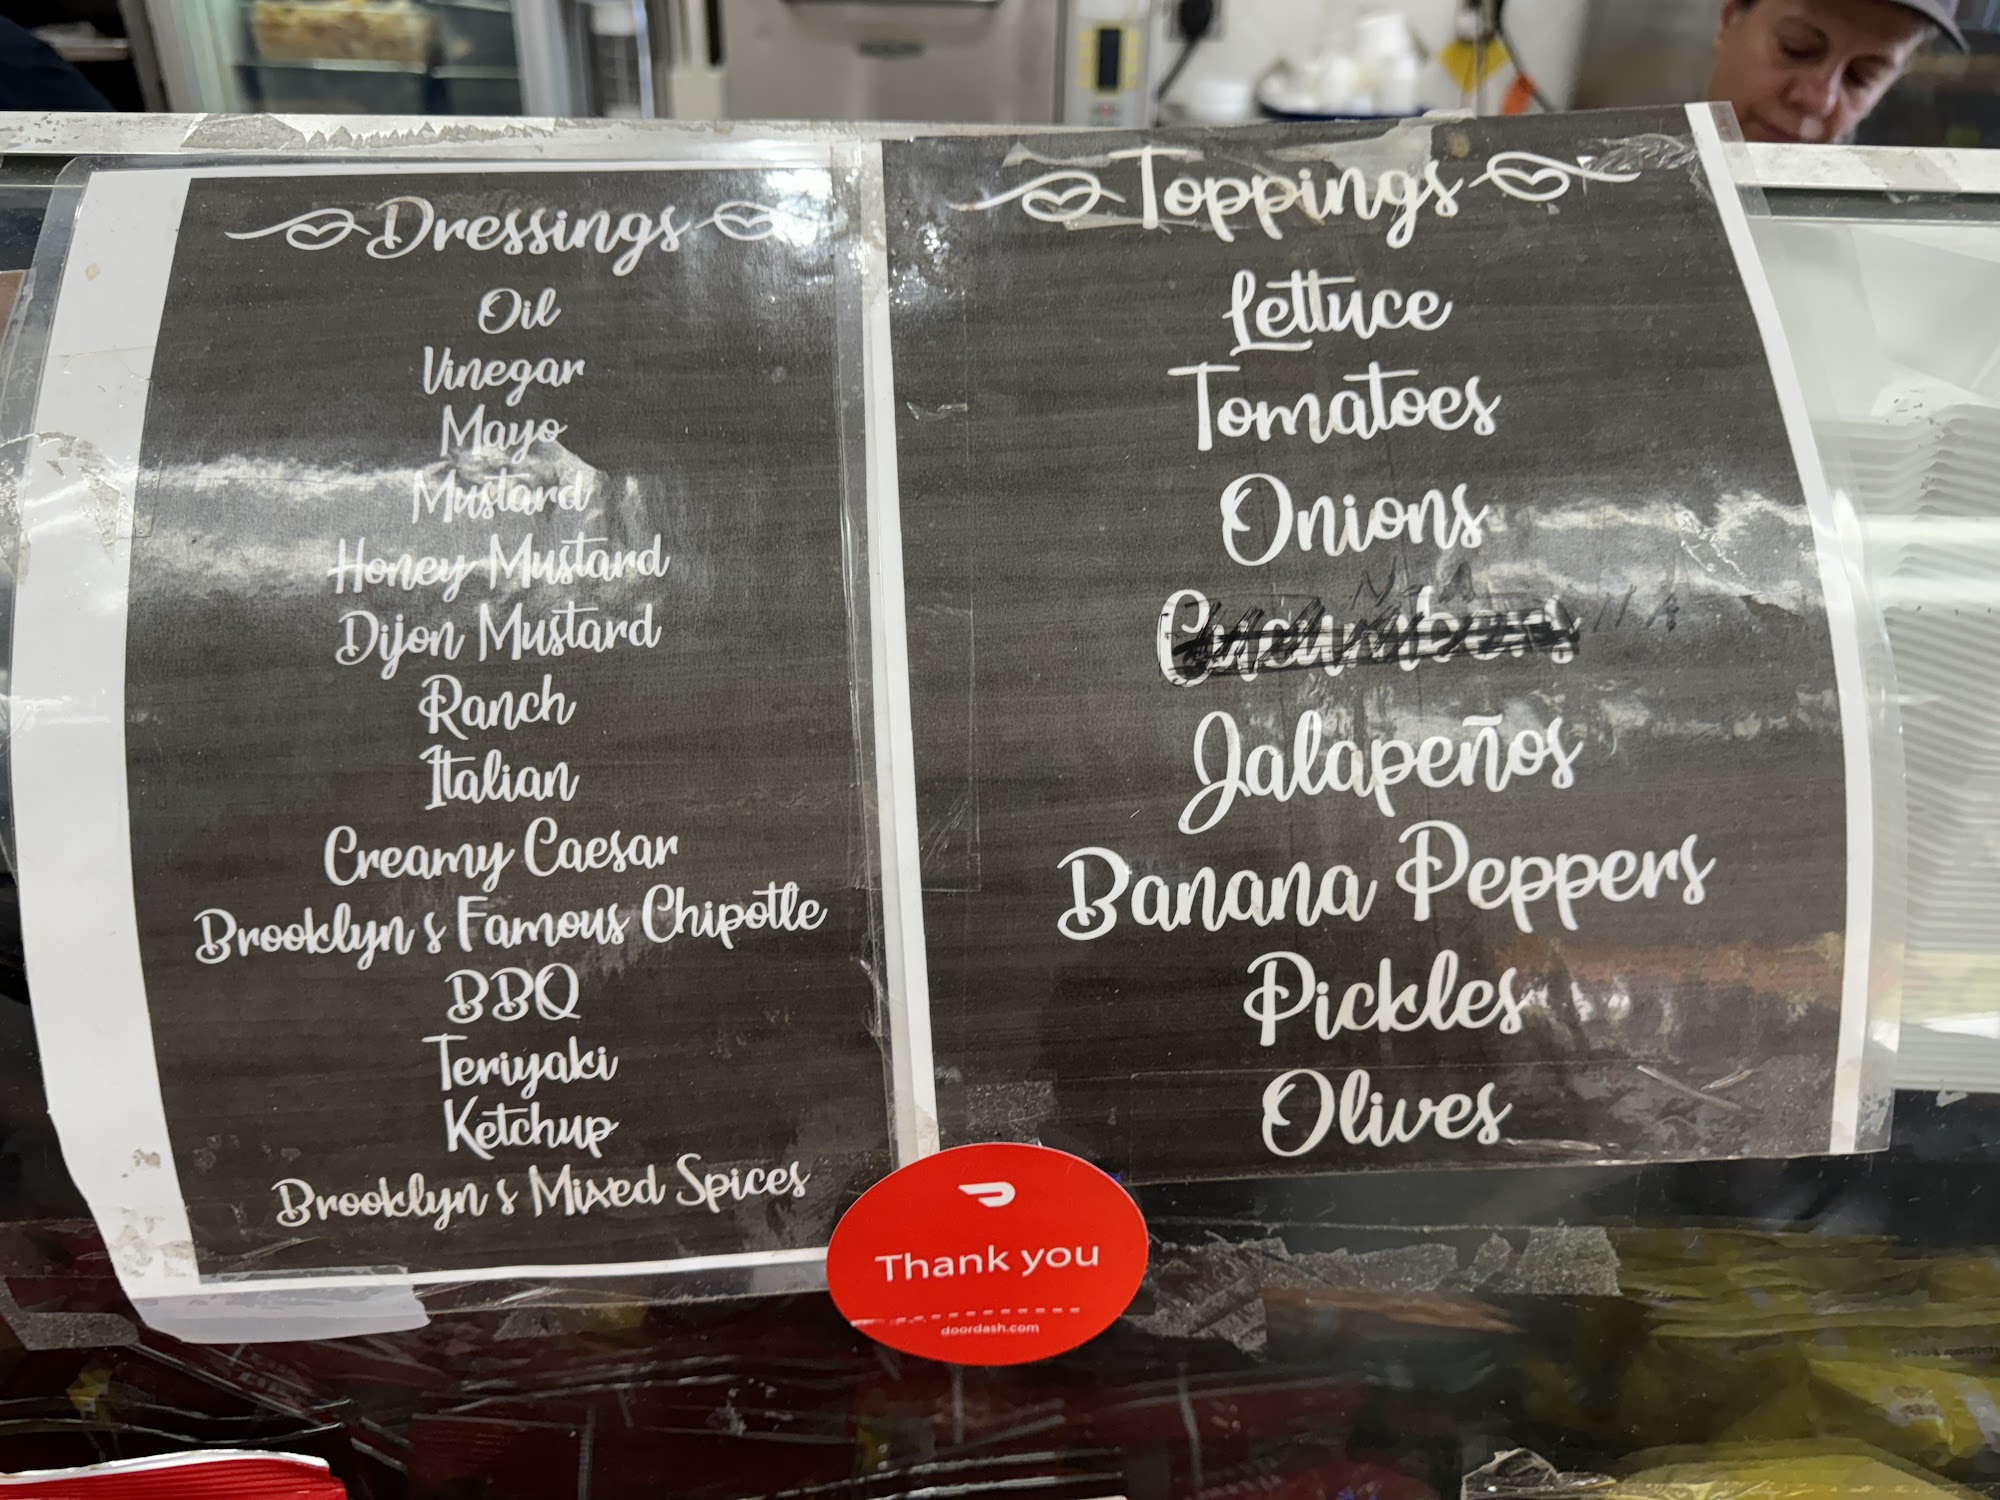 Dressings
Oil
Vinegar
Mayo
Mustard
Honey Mustard
Dijon Mustard
Ranch
Italian
Creamy Caesar
Brooklyn's Famous Chipotle
BBQ
Teriyaki
Ketchup
Brooklyn's Mixed Spices
Toppings
Lettuce
Tomatoes
Onions
N-A
Cucumbers N A
Jalapeños
Banana Peppers
Pickles
Olives
Thank you
doordash.com